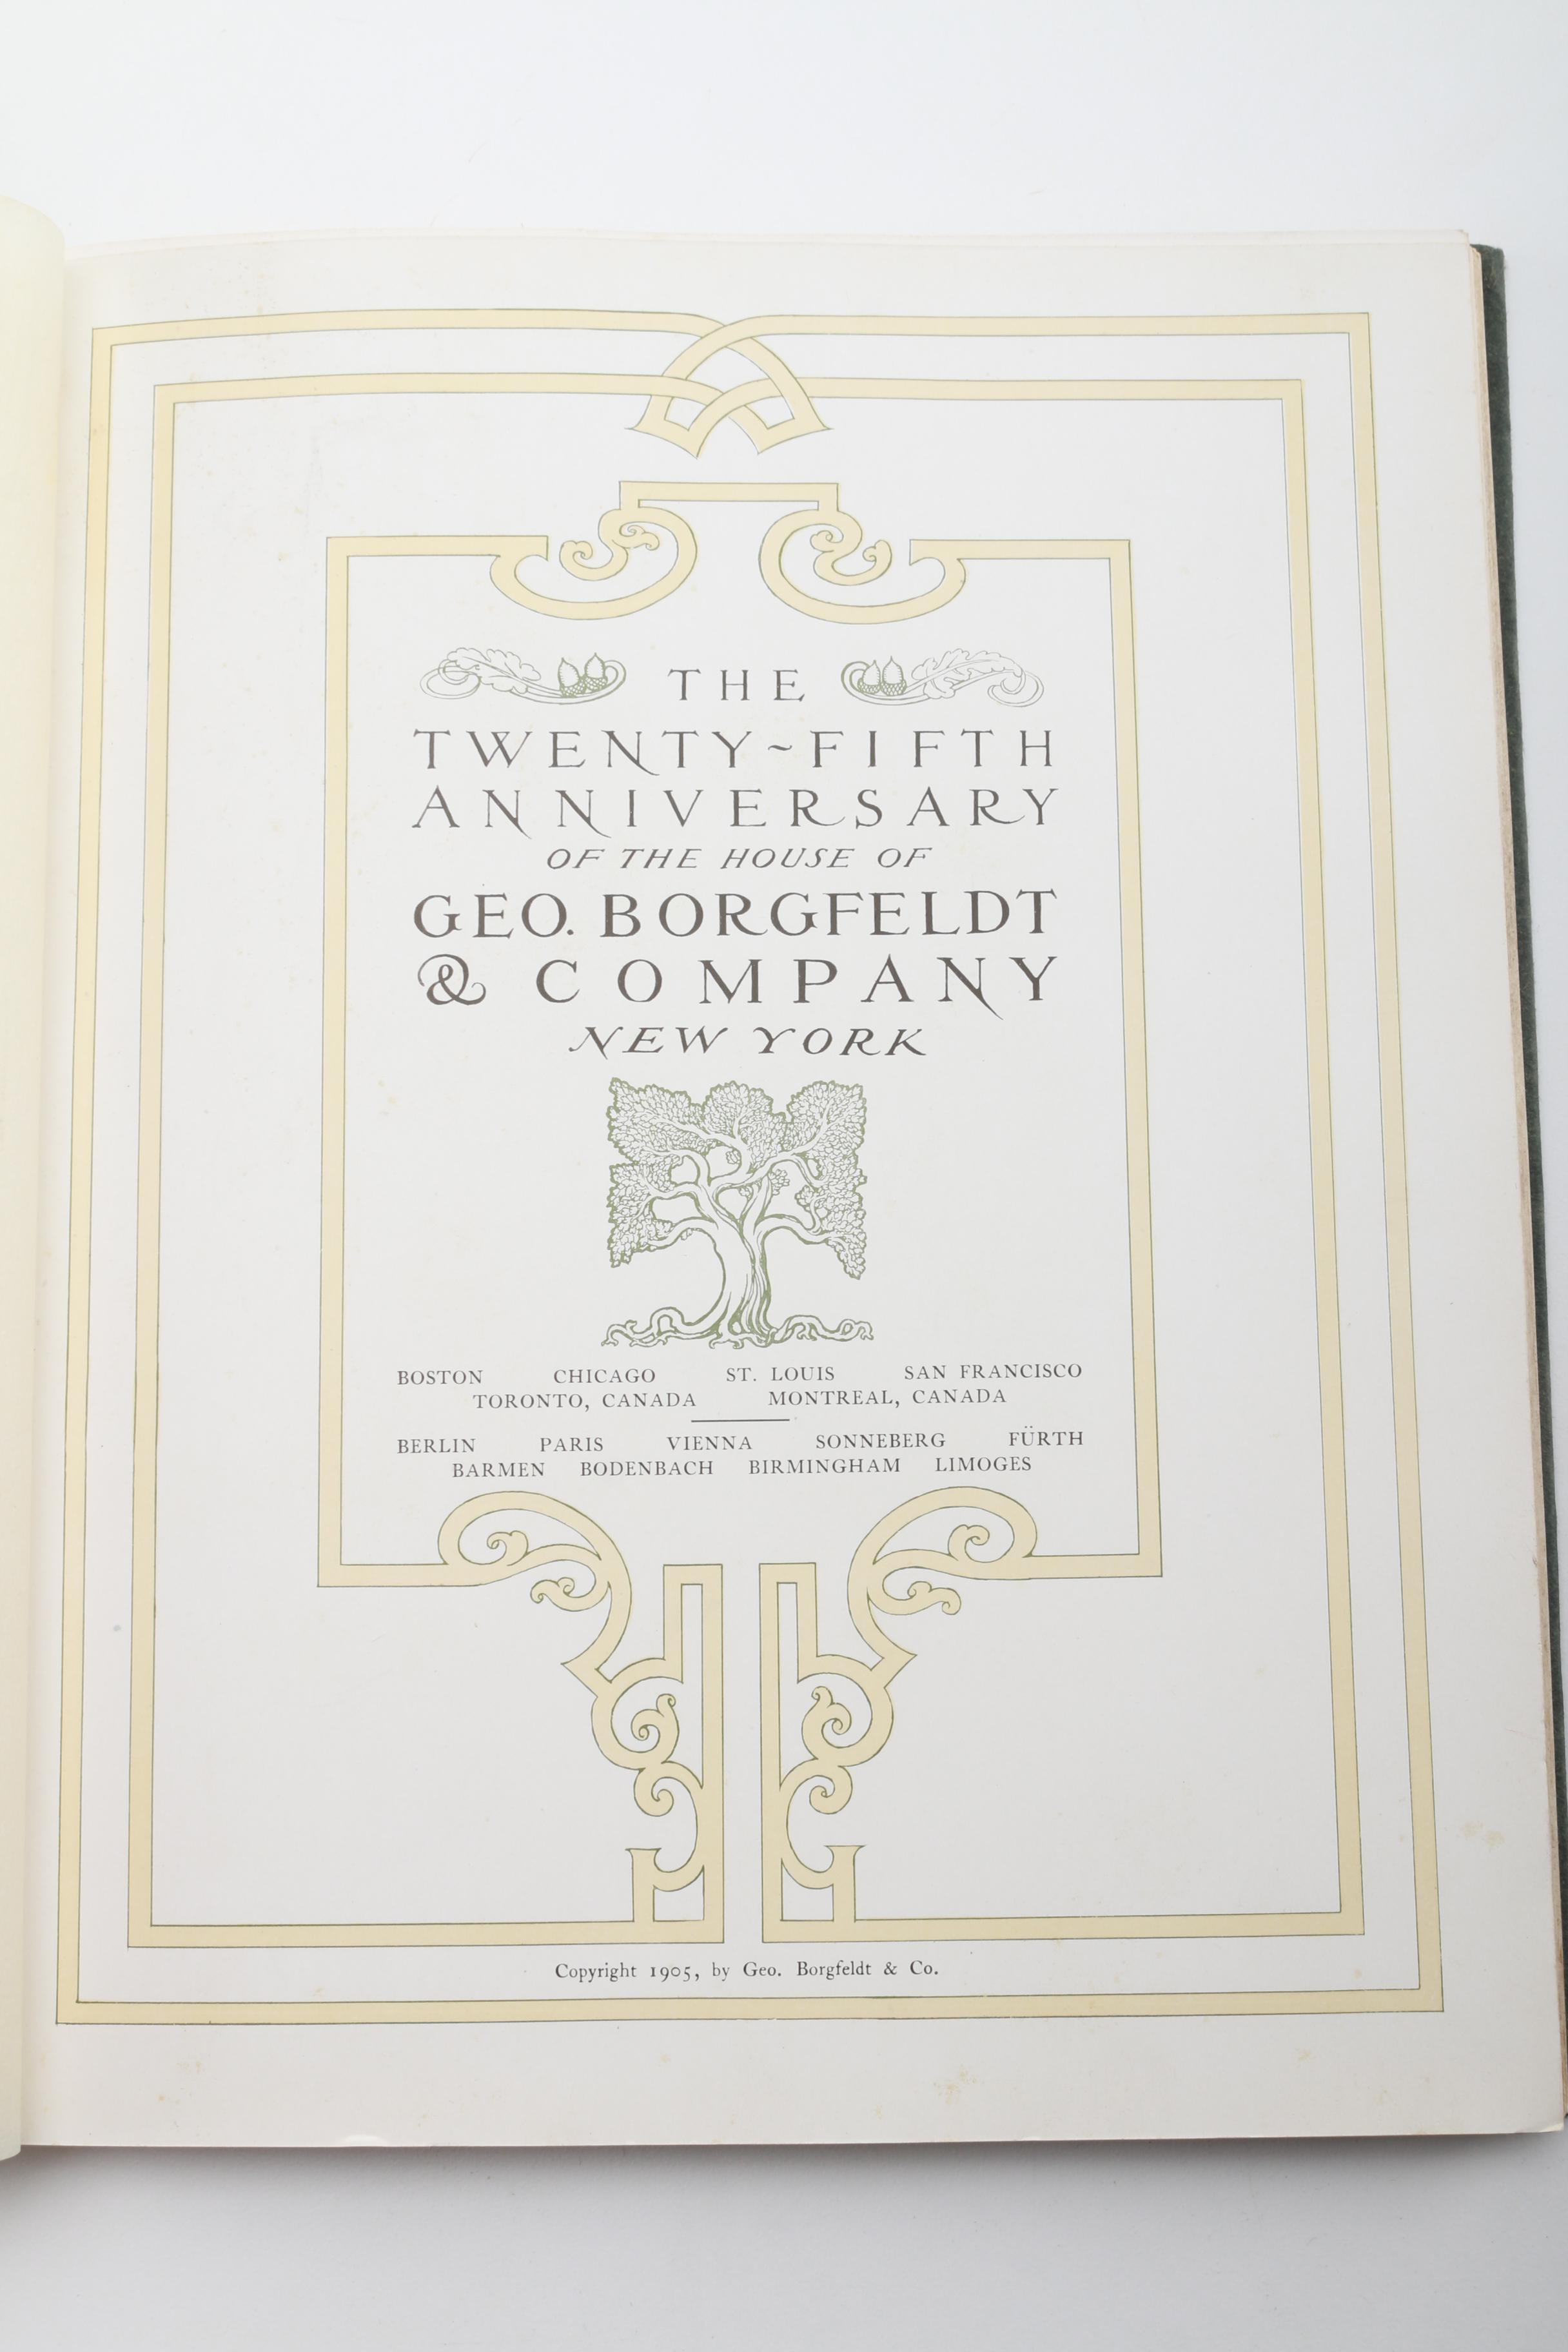 THE
TWENTY~FIFTH
ANNIVERSARY
OF THE HOUSE OF
GEO. BORGFELDT
& COMPANY
NEW YORK
BOSTON CHICAGO ST. LOUIS SAN FRANCISCO
TORONTO, CANADA MONTREAL, CANADA
BERLIN PARIS VIENNA SONNEBERG FÜRTH
BARMEN BODENBACH BIRMINGHAM LIMOGES
Copyright 1905, by Geo. Borgfeldt & Co.